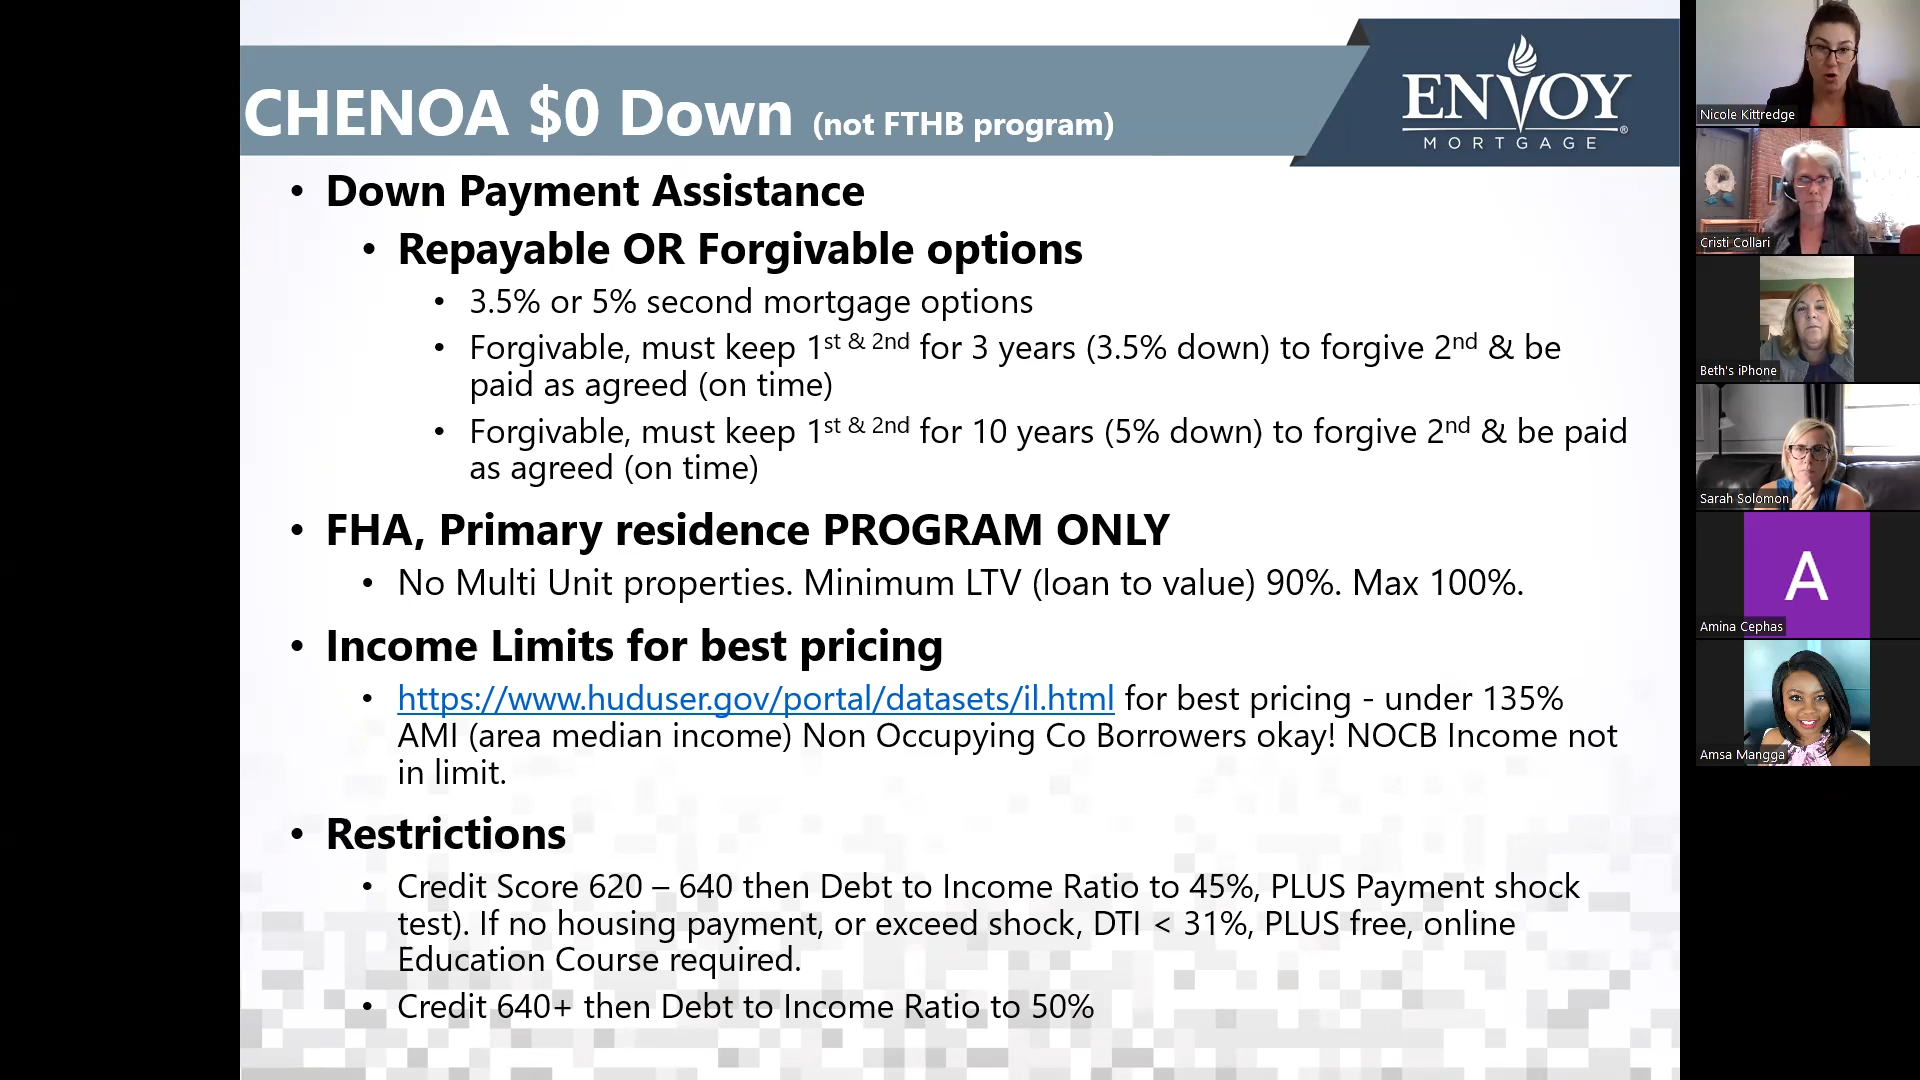 CHENOA $0 Down (not FTHB program)
ENVOY
MORTGAGE
®
• Down Payment Assistance
• Repayable OR Forgivable options
• 3.5% or 5% second mortgage options
• Forgivable, must keep 1st & 2nd for 3 years (3.5% down) to forgive 2nd & be
paid as agreed (on time)
• Forgivable, must keep 1st & 2nd for 10 years (5% down) to forgive 2nd & be paid
as agreed (on time)
• FHA, Primary residence PROGRAM ONLY
• No Multi Unit properties. Minimum LTV (loan to value) 90%. Max 100%.
• Income Limits for best pricing
• https://www.huduser.gov/portal/datasets/il.html for best pricing - under 135%
AMI (area median income) Non Occupying Co Borrowers okay! NOCB Income not
in limit.
• Restrictions
• Credit Score 620 – 640 then Debt to Income Ratio to 45%, PLUS Payment shock
test). If no housing payment, or exceed shock, DTI < 31%, PLUS free, online
Education Course required.
• Credit 640+ then Debt to Income Ratio to 50%
Nicole Kittredge
Cristi Collari
Beth's iPhone
Sarah Solomon
A
Amina Cephas
Amsa Mangga